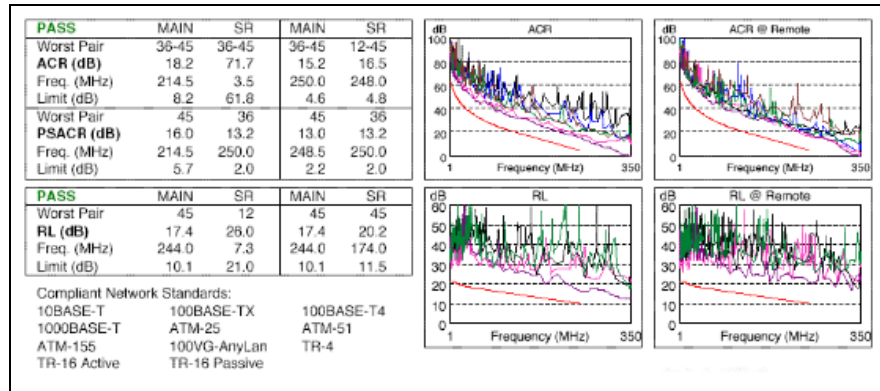 PASS MAIN SR MAIN SR
Worst Pair 36-45 36-45 36-45 12-45
ACR (dB) 18.2 71.7 15.2 16.5
Freq. (MHz) 214.5 3.5 250.0 248.0
Limit (dB) 8.2 61.8 4.6 4.8
Worst Pair 45 36 45 36
PSACR (dB) 16.0 13.2 13.0 13.2
Freq. (MHz) 214.5 250.0 248.5 250.0
Limit (dB) 5.7 2.0 2.2 2.0
PASS MAIN SR MAIN SR
Worst Pair 45 12 45 45
RL (dB) 17.4 26.0 17.4 20.2
Freq. (MHz) 244.0 7.3 244.0 174.0
Limit (dB) 10.1 21.0 10.1 11.5
Compliant Network Standards:
10BASE-T 100BASE-TX 100BASE-T4
1000BASE-T ATM-25 ATM-51
ATM-155 100VG-AnyLan TR-4
TR-16 Active TR-16 Passive
dB ACR
100
80
60
40
20
0
1 Frequency (MHz) 350
dB ACR @ Remote
100
80
60
40
20
0
1 Frequency (MHz) 350
dB RL
60
50
40
30
20
10
0
1 Frequency (MHz) 350
dB RL @ Remote
60
50
40
30
20
10
0
1 Frequency (MHz) 350